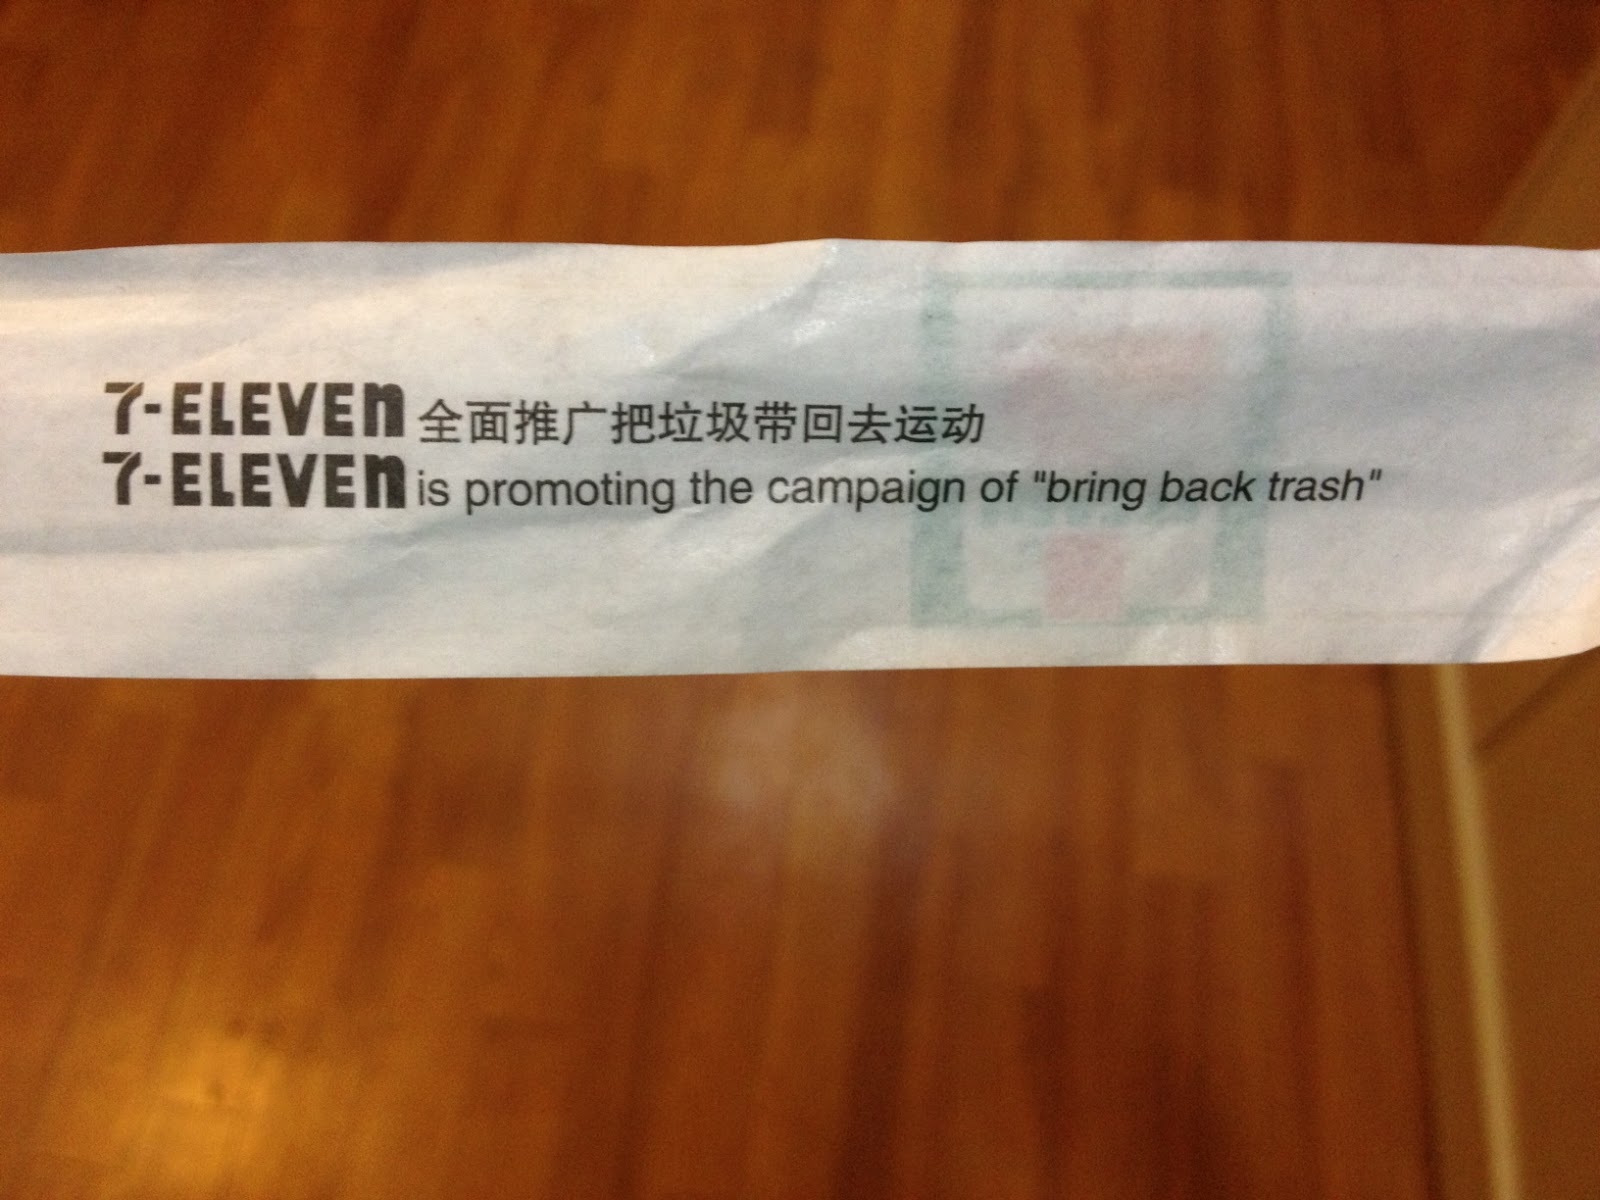 7-ELEVEn 全面推广把垃圾带回去运动
7-ELEVEn is promoting the campaign of "bring back trash"